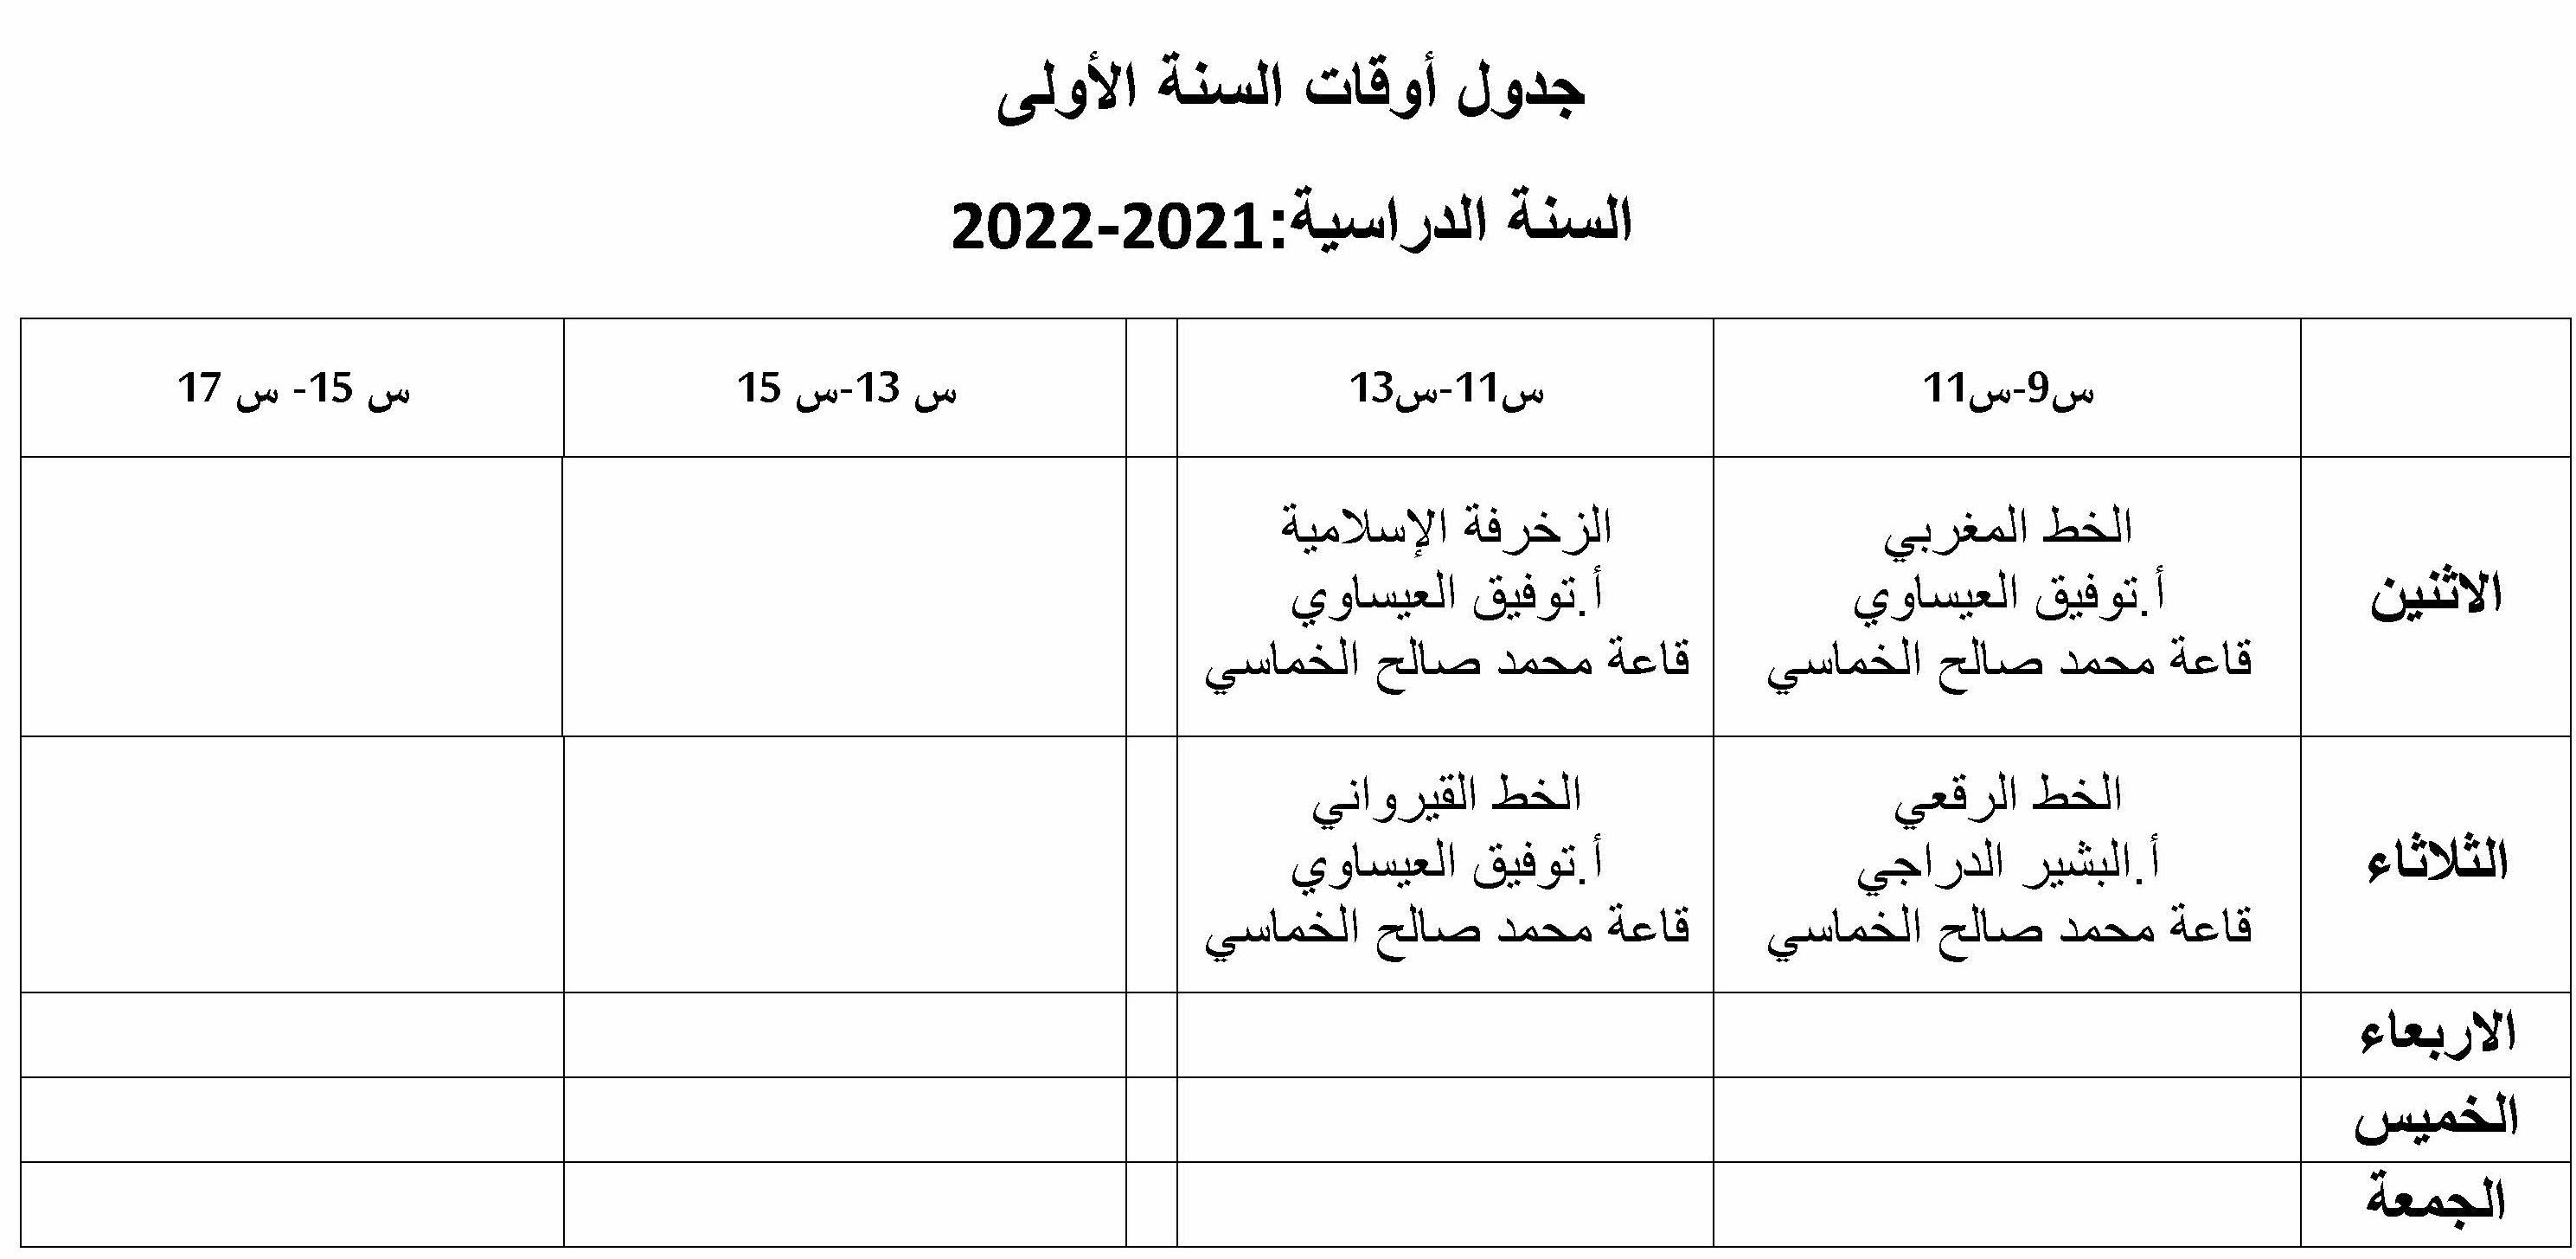 جدول أوقات السنة الأولى
السنة الدراسية:2021-2022
س9-س11
س11-س13
س 13-س 15
س 15- س 17
الاثنين
الخط المغربي
أ.توفيق العيساوي
قاعة محمد صالح الخماسي
الزخرفة الإسلامية
أ.توفيق العيساوي
قاعة محمد صالح الخماسي
الثلاثاء
الخط الرقعي
أ.البشير الدراجي
قاعة محمد صالح الخماسي
الخط القيرواني
أ.توفيق العيساوي
قاعة محمد صالح الخماسي
الاربعاء
الخميس
الجمعة